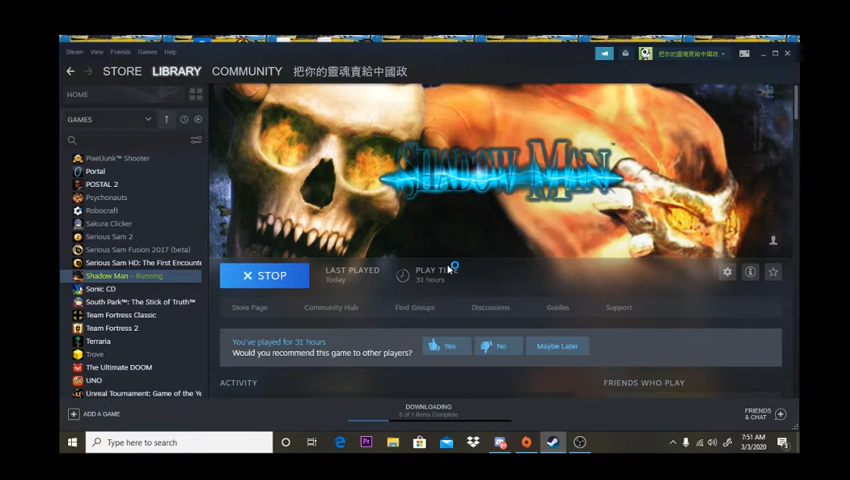 Steam View Friends Games Help
把你的靈魂賣給中國政
STORE LIBRARY COMMUNITY 把你的靈魂賣給中國政
HOME
GAMES
PixelJunk™ Shooter
Portal
POSTAL 2
Psychonauts
Robocraft
Sakura Clicker
Serious Sam 2
Serious Sam Fusion 2017 (beta)
Serious Sam HD: The First Encounte
Shadow Man - Running
Sonic CD
South Park™: The Stick of Truth™
Team Fortress Classic
Team Fortress 2
Terraria
Trove
The Ultimate DOOM
UNO
Unreal Tournament: Game of the Ye
SHADOW MAN
STOP
LAST PLAYED
Today
PLAY TIME
31 hours
Store Page Community Hub Find Groups Discussions Guides Support
You've played for 31 hours
Would you recommend this game to other players?
Yes No Maybe Later
ACTIVITY
FRIENDS WHO PLAY
ADD A GAME
DOWNLOADING
0 of 1 Items Complete
FRIENDS
& CHAT
Type here to search
7:51 AM
3/3/2020